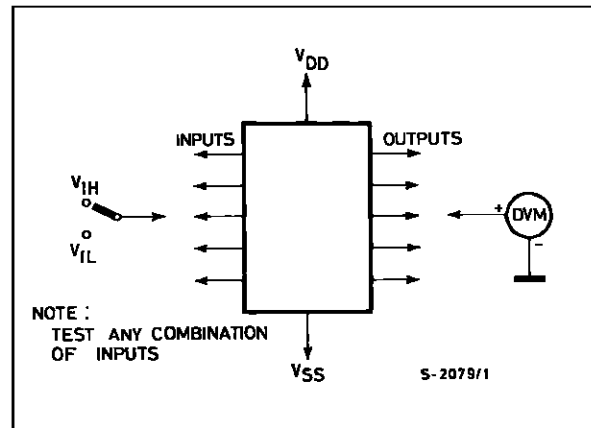 VDD
INPUTS
OUTPUTS
VIH
VIL
+
DVM
-
NOTE :
TEST ANY COMBINATION
OF INPUTS
VSS
S-2079/1